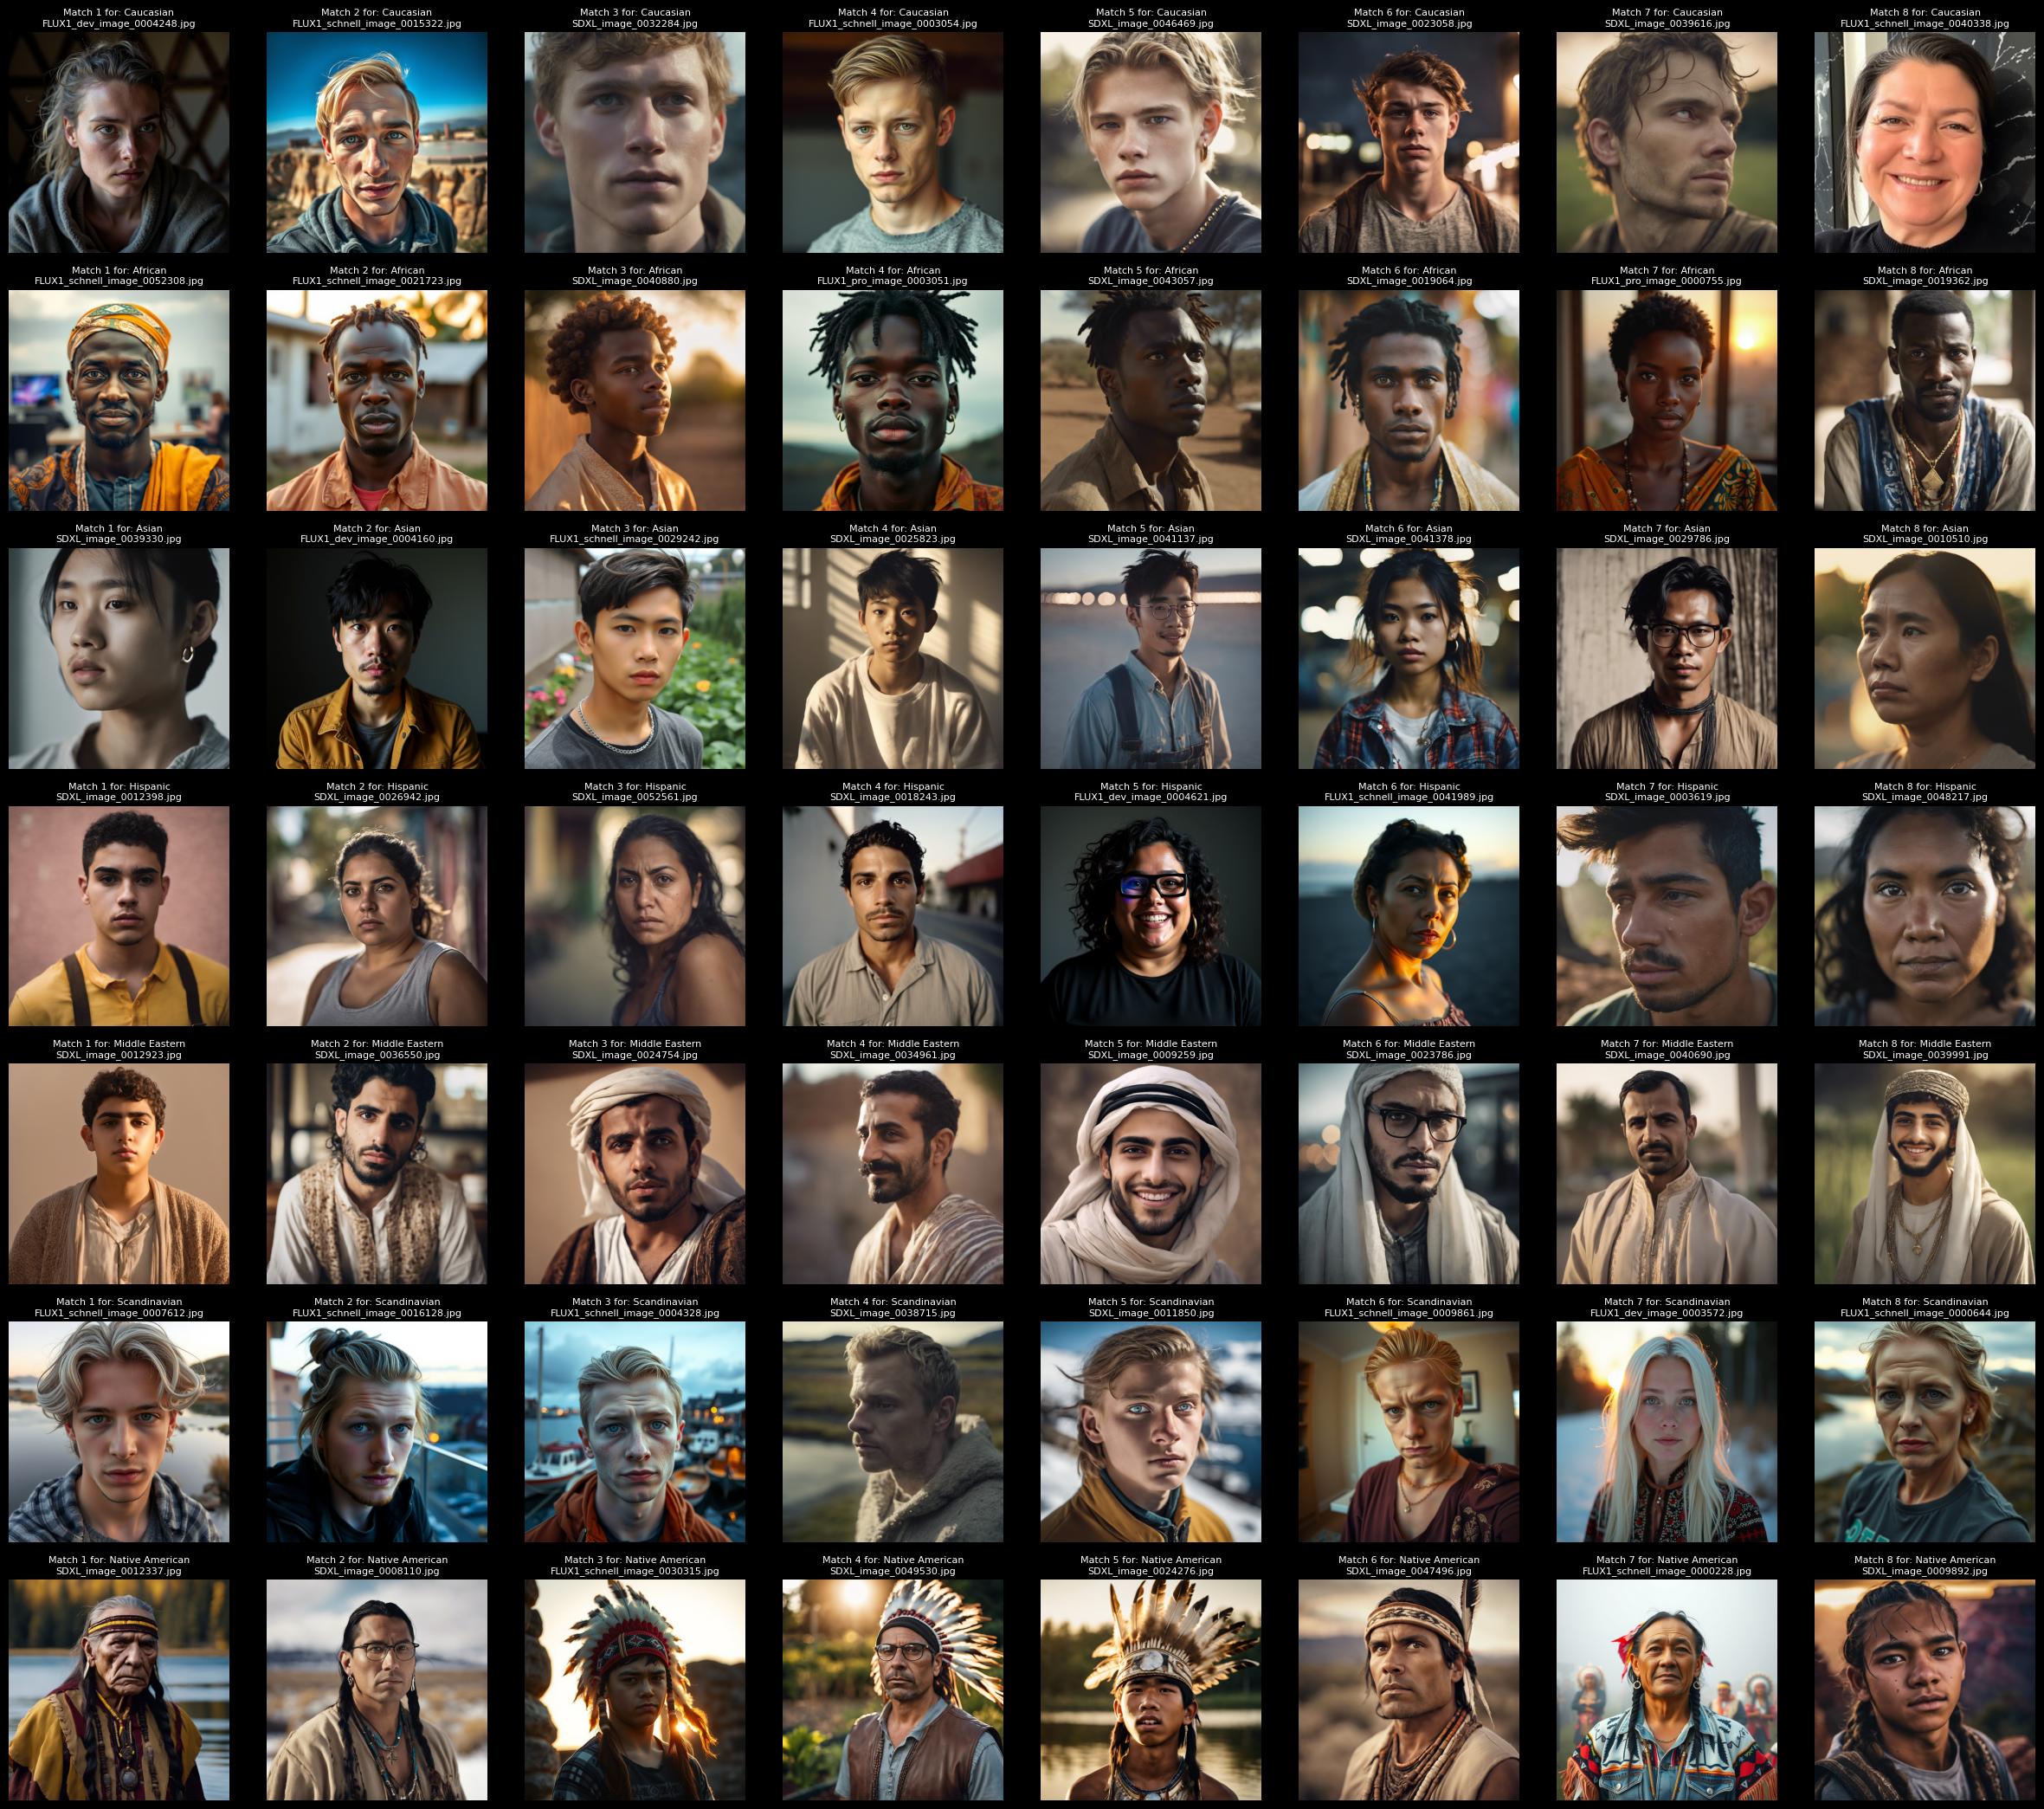 Match 1 for: Caucasian
FLUX1_dev_image_0004248.jpg
Match 2 for: Caucasian
FLUX1_schnell_image_0015322.jpg
Match 3 for: Caucasian
SDXL_image_0032284.jpg
Match 4 for: Caucasian
FLUX1_schnell_image_0003054.jpg
Match 5 for: Caucasian
SDXL_image_0046469.jpg
Match 6 for: Caucasian
SDXL_image_0023058.jpg
Match 7 for: Caucasian
SDXL_image_0039616.jpg
Match 8 for: Caucasian
FLUX1_schnell_image_0040338.jpg
Match 1 for: African
FLUX1_schnell_image_0052308.jpg
Match 2 for: African
FLUX1_schnell_image_0021723.jpg
Match 3 for: African
SDXL_image_0040880.jpg
Match 4 for: African
FLUX1_pro_image_0003051.jpg
Match 5 for: African
SDXL_image_0043057.jpg
Match 6 for: African
SDXL_image_0019064.jpg
Match 7 for: African
FLUX1_pro_image_0000755.jpg
Match 8 for: African
SDXL_image_0019362.jpg
Match 1 for: Asian
SDXL_image_0039330.jpg
Match 2 for: Asian
FLUX1_dev_image_0004160.jpg
Match 3 for: Asian
FLUX1_schnell_image_0029242.jpg
Match 4 for: Asian
SDXL_image_0025823.jpg
Match 5 for: Asian
SDXL_image_0041137.jpg
Match 6 for: Asian
SDXL_image_0041378.jpg
Match 7 for: Asian
SDXL_image_0029786.jpg
Match 8 for: Asian
SDXL_image_0010510.jpg
Match 1 for: Hispanic
SDXL_image_0012398.jpg
Match 2 for: Hispanic
SDXL_image_0026942.jpg
Match 3 for: Hispanic
SDXL_image_0052561.jpg
Match 4 for: Hispanic
SDXL_image_0018243.jpg
Match 5 for: Hispanic
FLUX1_dev_image_0004621.jpg
Match 6 for: Hispanic
FLUX1_schnell_image_0041989.jpg
Match 7 for: Hispanic
SDXL_image_0003619.jpg
Match 8 for: Hispanic
SDXL_image_0048217.jpg
Match 1 for: Middle Eastern
SDXL_image_0012923.jpg
Match 2 for: Middle Eastern
SDXL_image_0036550.jpg
Match 3 for: Middle Eastern
SDXL_image_0024754.jpg
Match 4 for: Middle Eastern
SDXL_image_0034961.jpg
Match 5 for: Middle Eastern
SDXL_image_0009259.jpg
Match 6 for: Middle Eastern
SDXL_image_0023786.jpg
Match 7 for: Middle Eastern
SDXL_image_0040690.jpg
Match 8 for: Middle Eastern
SDXL_image_0039991.jpg
Match 1 for: Scandinavian
FLUX1_schnell_image_0007612.jpg
Match 2 for: Scandinavian
FLUX1_schnell_image_0016128.jpg
Match 3 for: Scandinavian
FLUX1_schnell_image_0004328.jpg
Match 4 for: Scandinavian
SDXL_image_0038715.jpg
Match 5 for: Scandinavian
SDXL_image_0011850.jpg
Match 6 for: Scandinavian
FLUX1_schnell_image_0009861.jpg
Match 7 for: Scandinavian
FLUX1_dev_image_0003572.jpg
Match 8 for: Scandinavian
FLUX1_schnell_image_0000644.jpg
Match 1 for: Native American
SDXL_image_0012337.jpg
Match 2 for: Native American
SDXL_image_0008110.jpg
Match 3 for: Native American
FLUX1_schnell_image_0030315.jpg
Match 4 for: Native American
SDXL_image_0049530.jpg
Match 5 for: Native American
SDXL_image_0024276.jpg
Match 6 for: Native American
SDXL_image_0047496.jpg
Match 7 for: Native American
FLUX1_schnell_image_0000228.jpg
Match 8 for: Native American
SDXL_image_0009892.jpg